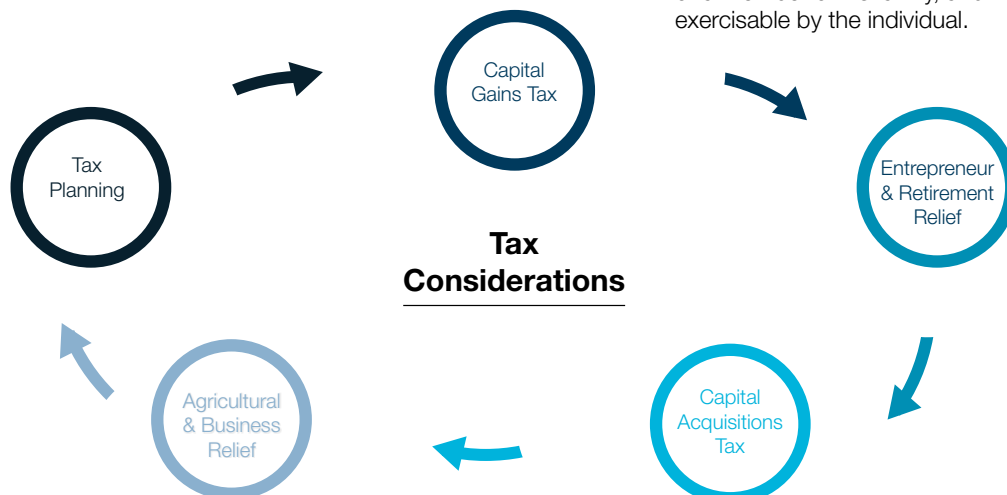 exercisable by the individual.
Capital
Gains Tax
Tax
Planning
Entrepreneur
& Retirement
Relief
Tax
Considerations
Agricultural
& Business
Relief
Capital
Acquisitions
Tax